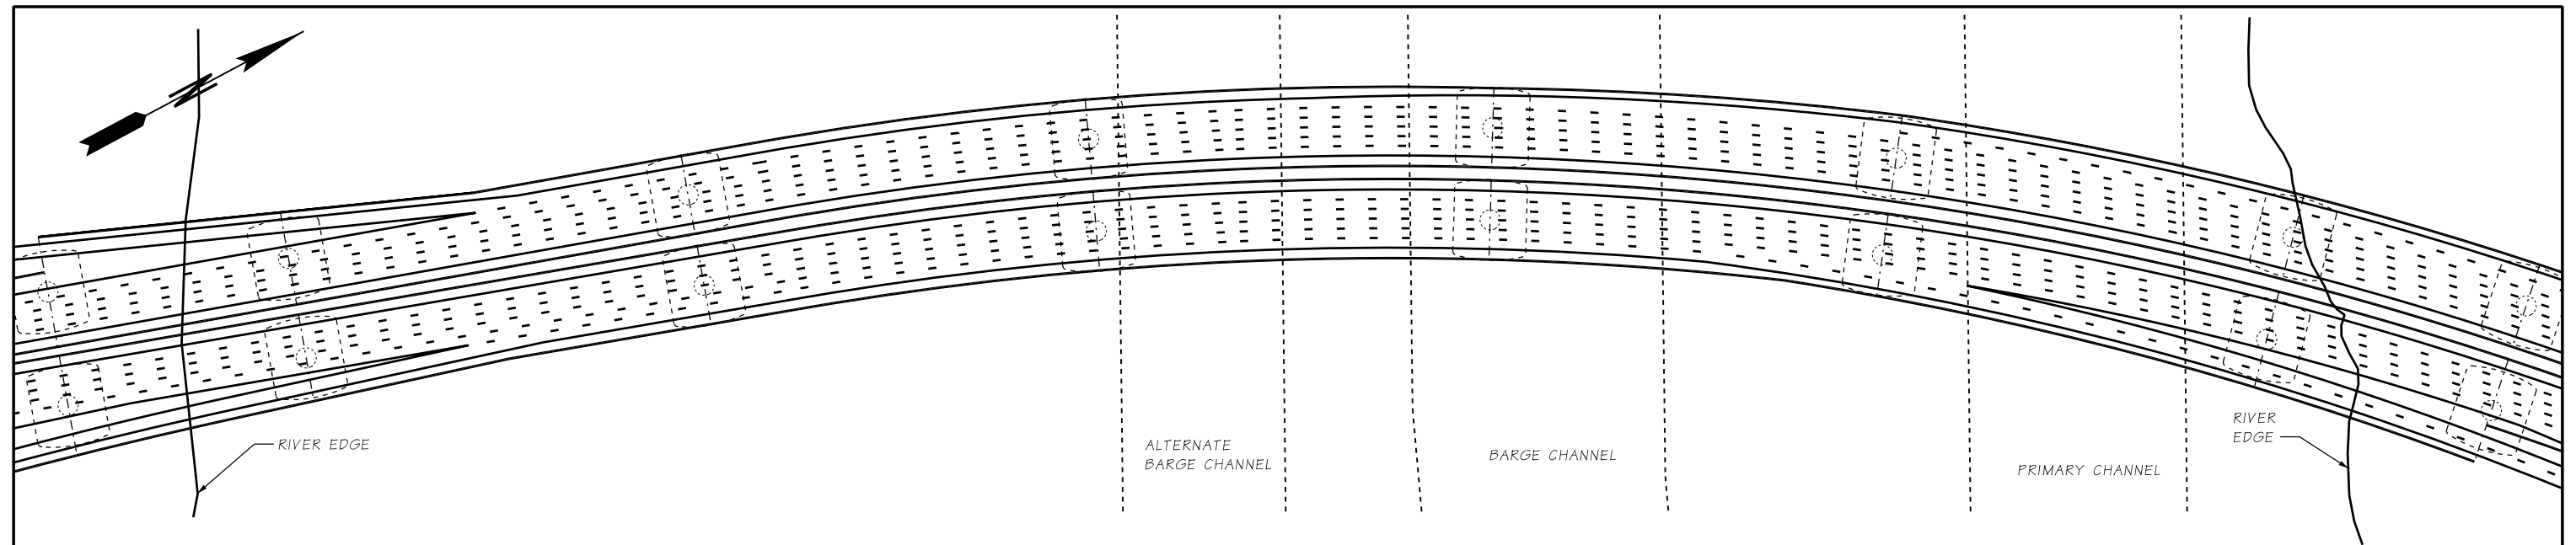 RIVER EDGE
ALTERNATE
BARGE CHANNEL
BARGE CHANNEL
PRIMARY CHANNEL
RIVER
EDGE